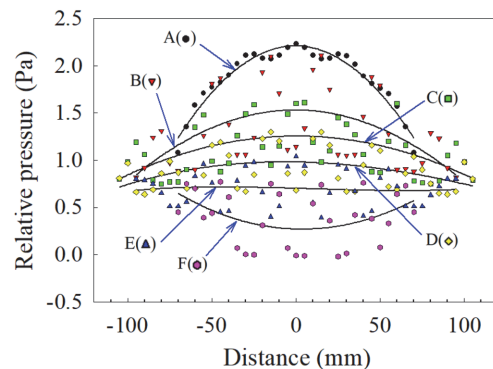 2.5
2.0
1.5
1.0
0.5
0.0
-0.5
Relative pressure (Pa)
A(●)
B(▼)
C(■)
D(◆)
E(▲)
F(⬢)
-100 -50 0 50 100
Distance (mm)